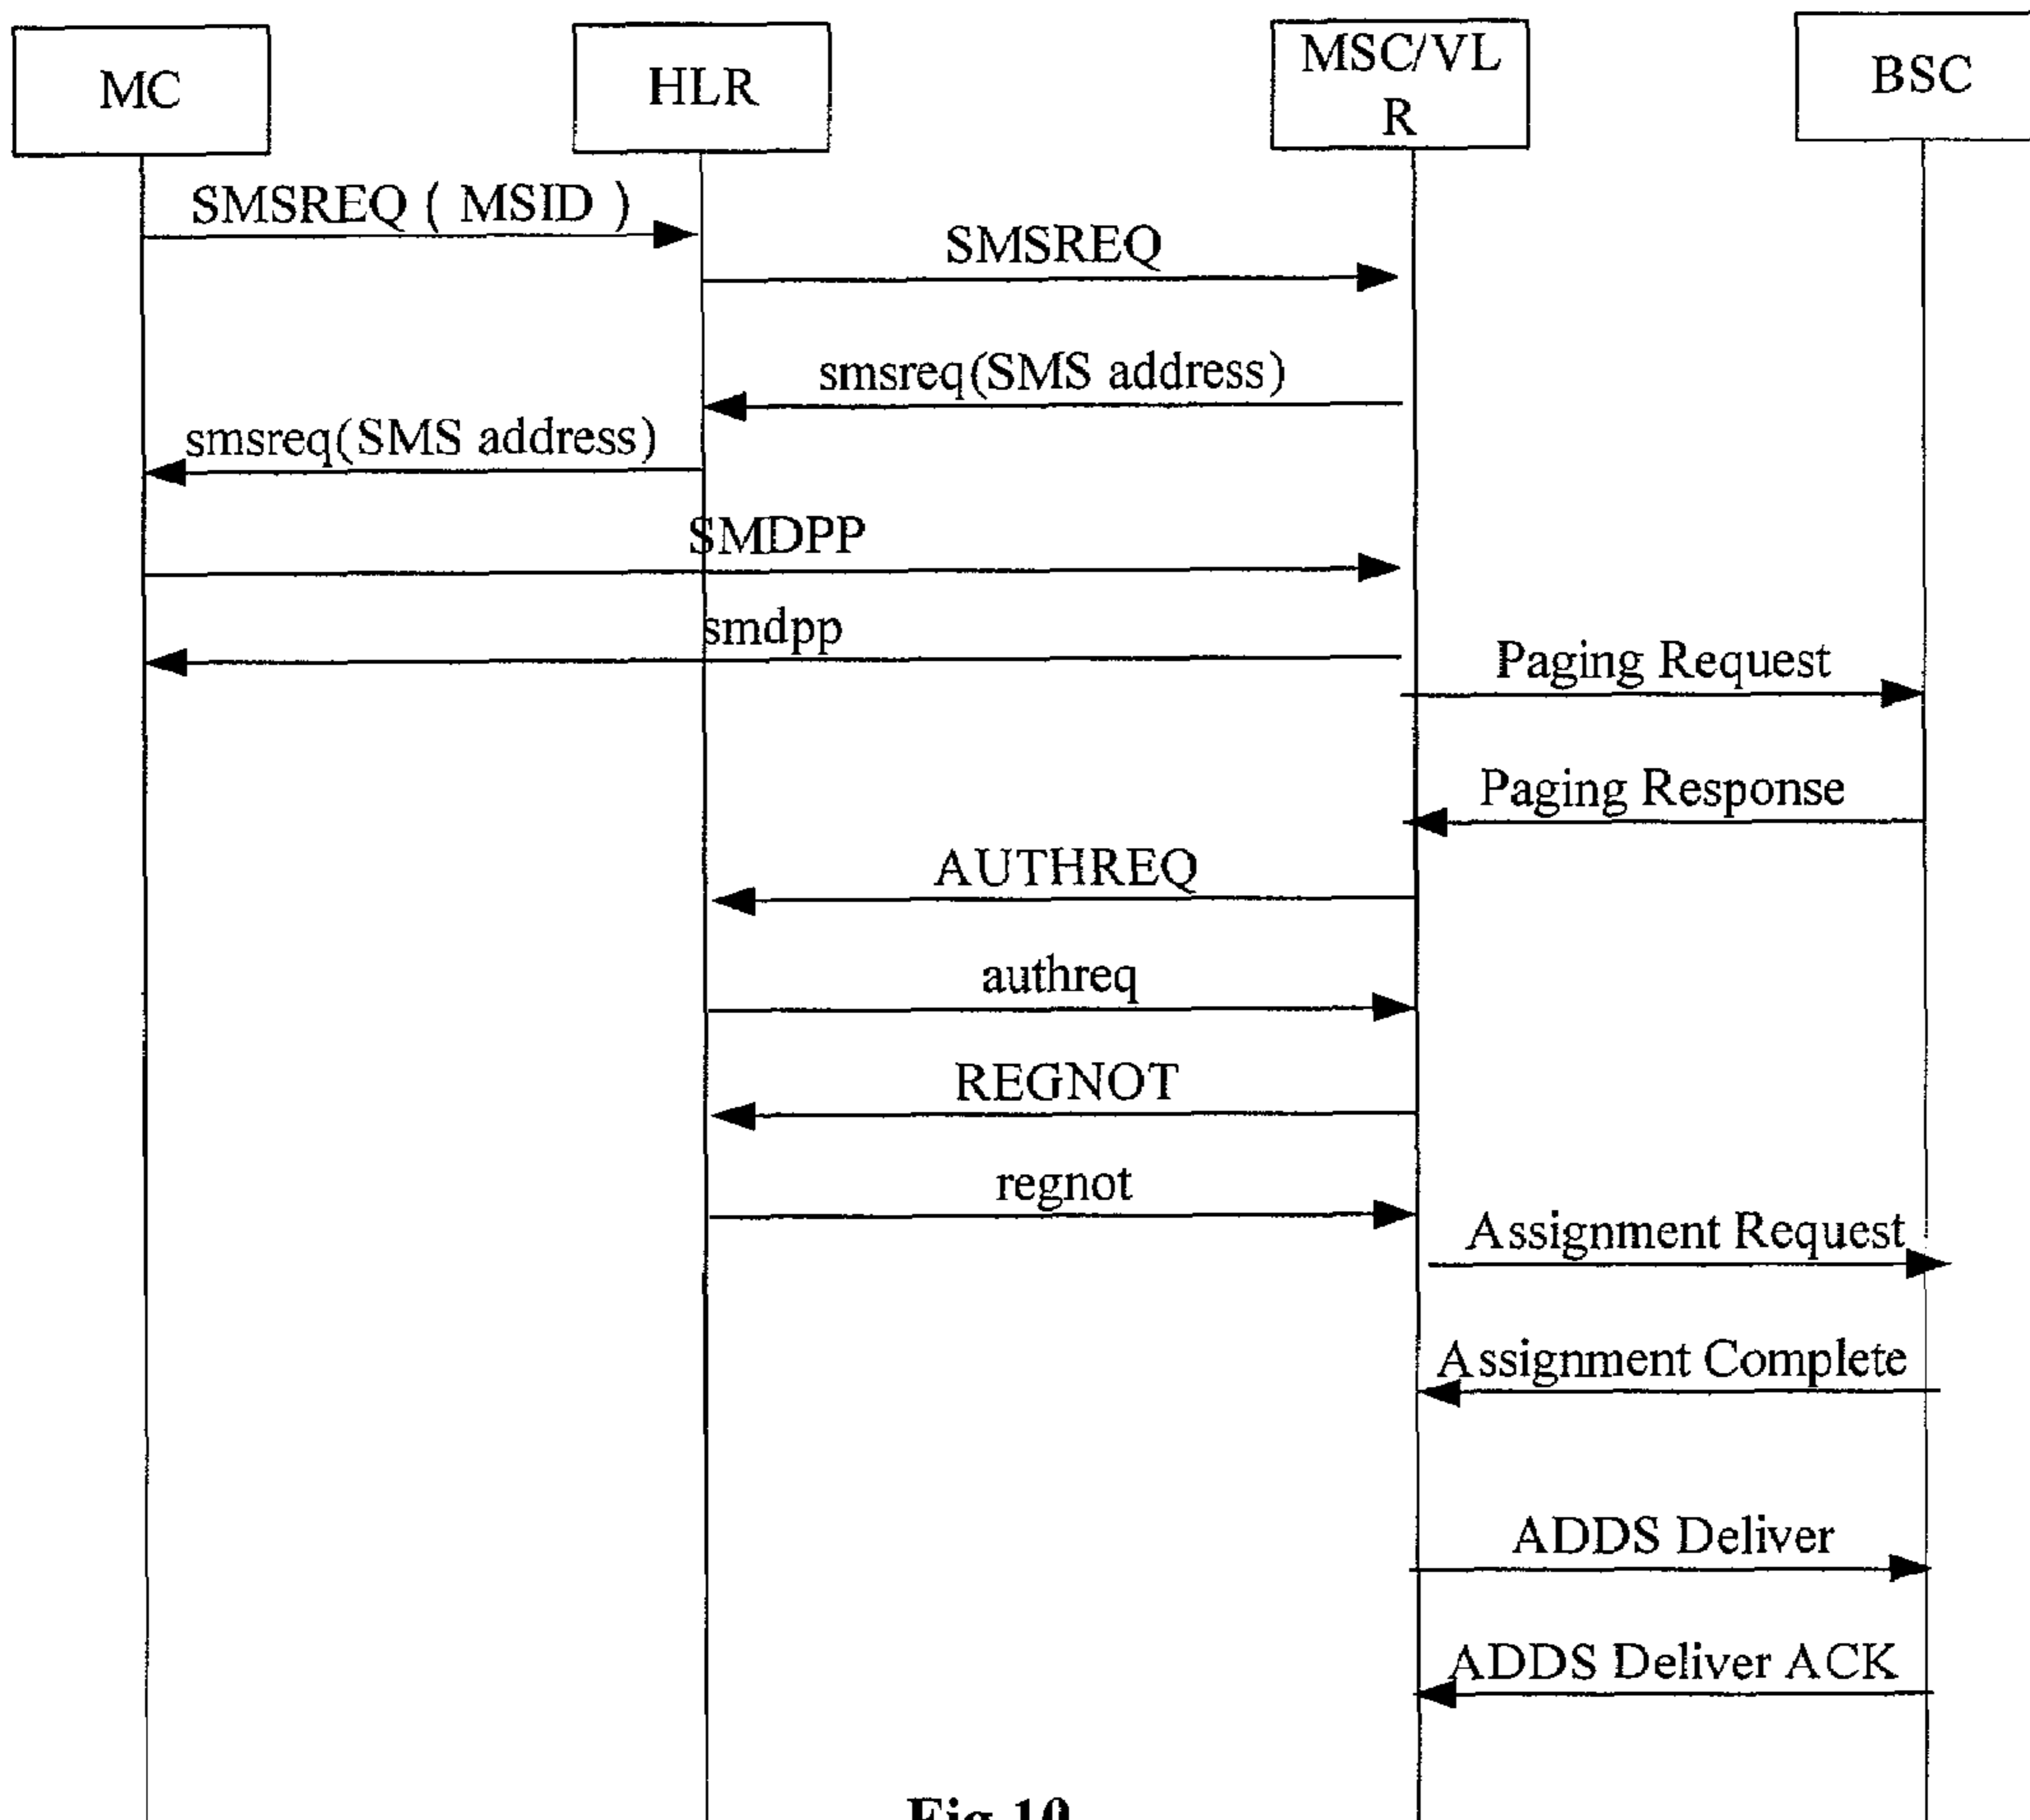 MC
HLR
MSC/VL
R
BSC
SMSREQ ( MSID )
SMSREQ
smsreq(SMS address)
smsreq(SMS address)
SMDPP
smdpp
Paging Request
Paging Response
AUTHREQ
authreq
REGNOT
regnot
Assignment Request
Assignment Complete
ADDS Deliver
ADDS Deliver ACK
Fig 10